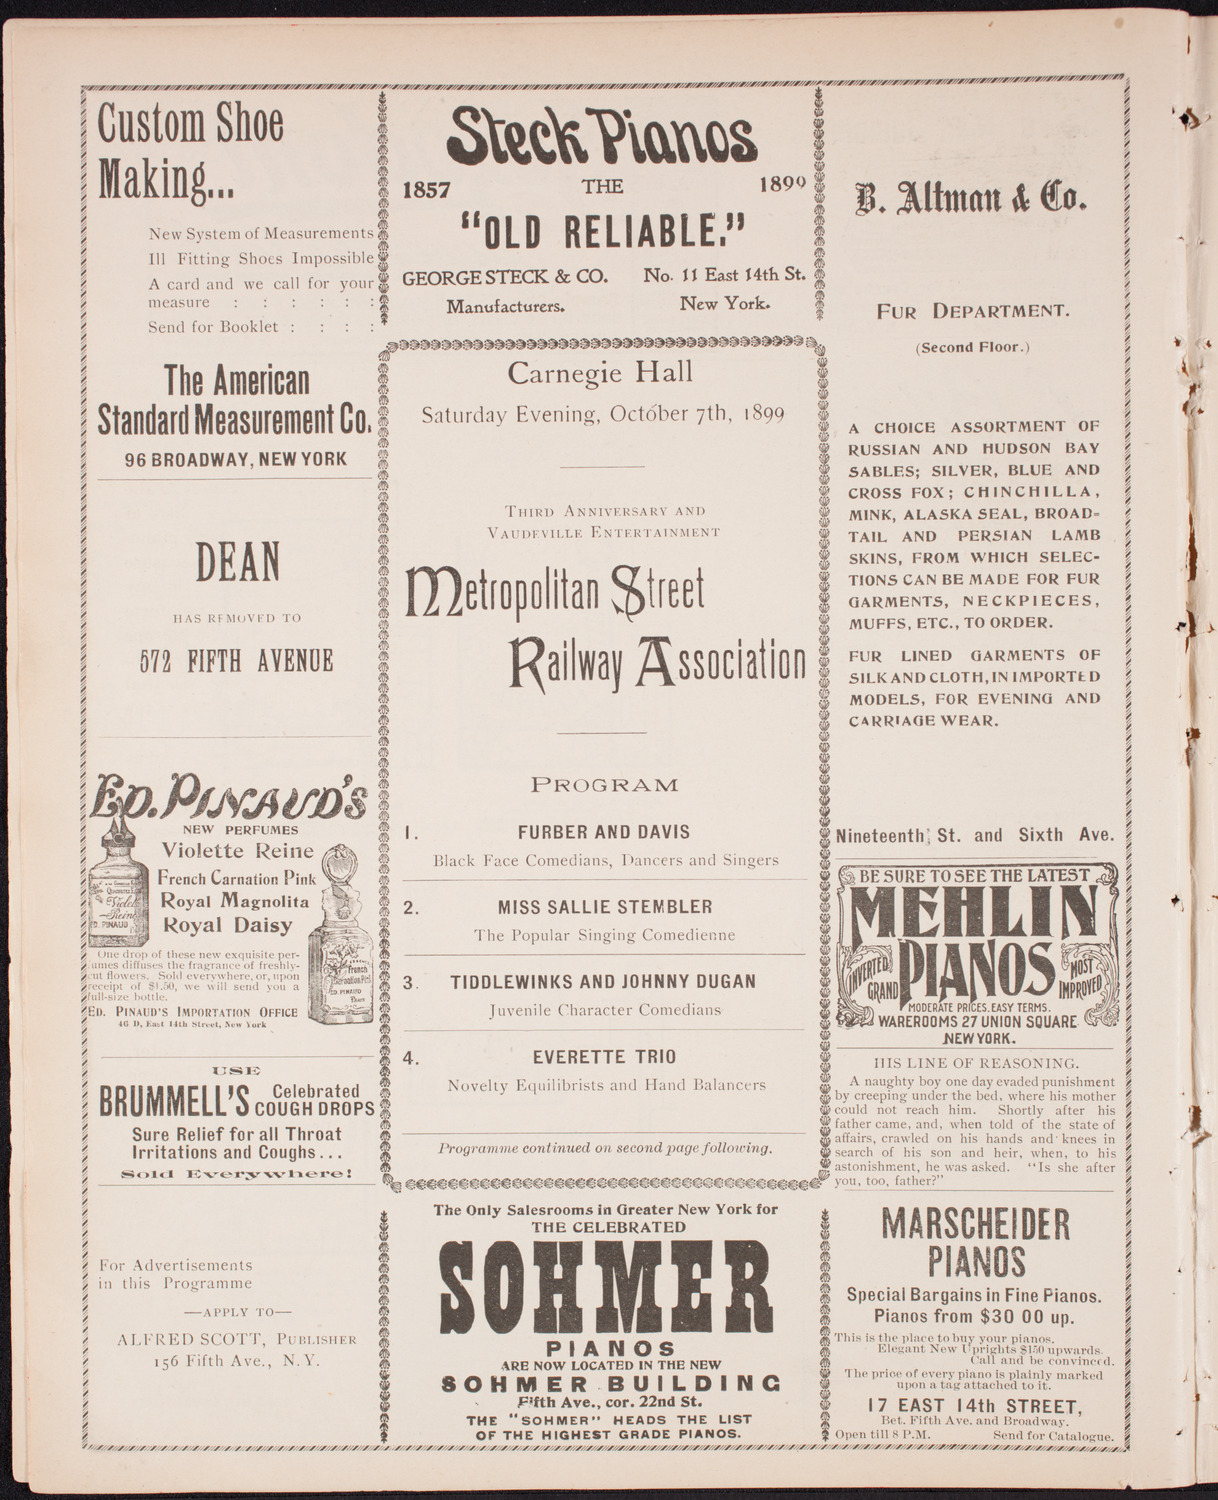 Custom Shoe
Making...
New System of Measurements
Ill Fitting Shoes Impossible
A card and we call for your
measure : : : : : :
Send for Booklet : : : :
The American
Standard Measurement Co.
96 BROADWAY, NEW YORK
DEAN
HAS REMOVED TO
572 FIFTH AVENUE
ED. PINAUD'S
NEW PERFUMES
Violette Reine
French Carnation Pink
Royal Magnolita
Royal Daisy
One drop of these new exquisite per-
umes diffuses the fragrance of freshly-
ut flowers. Sold everywhere, or, upon
receipt of $1.50, we will send you a
full-size bottle.
ED. PINAUD'S IMPORTATION OFFICE
46 D, East 14th Street, New York
USE
BRUMMELL'S Celebrated
COUGH DROPS
Sure Relief for all Throat
Irritations and Coughs...
Sold Everywhere!
For Advertisements
in this Programme
—APPLY TO—
ALFRED SCOTT, PUBLISHER
156 Fifth Ave., N. Y.
Steck Pianos
1857 THE 1899
"OLD RELIABLE."
GEORGE STECK & CO. No. 11 East 14th St.
Manufacturers. New York.
Carnegie Hall
Saturday Evening, October 7th, 1899
THIRD ANNIVERSARY AND
VAUDEVILLE ENTERTAINMENT
Metropolitan Street
Railway Association
PROGRAM
1. FURBER AND DAVIS
Black Face Comedians, Dancers and Singers
2. MISS SALLIE STEMBLER
The Popular Singing Comedienne
3. TIDDLEWINKS AND JOHNNY DUGAN
Juvenile Character Comedians
4. EVERETTE TRIO
Novelty Equilibrists and Hand Balancers
Programme continued on second page following.
The Only Salesrooms in Greater New York for
THE CELEBRATED
SOHMER
PIANOS
ARE NOW LOCATED IN THE NEW
SOHMER BUILDING
Fifth Ave., cor. 22nd St.
THE "SOHMER" HEADS THE LIST
OF THE HIGHEST GRADE PIANOS.
B. Altman & Co.
FUR DEPARTMENT.
(Second Floor.)
A CHOICE ASSORTMENT OF
RUSSIAN AND HUDSON BAY
SABLES; SILVER, BLUE AND
CROSS FOX; CHINCHILLA,
MINK, ALASKA SEAL, BROAD-
TAIL AND PERSIAN LAMB
SKINS, FROM WHICH SELEC-
TIONS CAN BE MADE FOR FUR
GARMENTS, NECKPIECES,
MUFFS, ETC., TO ORDER.
FUR LINED GARMENTS OF
SILK AND CLOTH, IN IMPORTED
MODELS, FOR EVENING AND
CARRIAGE WEAR.
Nineteenth St. and Sixth Ave.
BE SURE TO SEE THE LATEST
MEHLIN
INVERTED GRAND PIANOS MOST IMPROVED
MODERATE PRICES. EASY TERMS.
WAREROOMS 27 UNION SQUARE
NEW YORK.
HIS LINE OF REASONING.
A naughty boy one day evaded punishment
by creeping under the bed, where his mother
could not reach him. Shortly after his
father came, and, when told of the state of
affairs, crawled on his hands and knees in
search of his son and heir, when, to his
astonishment, he was asked. "Is she after
you, too, father?"
MARSCHEIDER
PIANOS
Special Bargains in Fine Pianos.
Pianos from $30 00 up.
This is the place to buy your pianos.
Elegant New Uprights $150 upwards.
Call and be convinced.
The price of every piano is plainly marked
upon a tag attached to it.
17 EAST 14th STREET,
Bet. Fifth Ave. and Broadway.
Open till 8 P.M. Send for Catalogue.